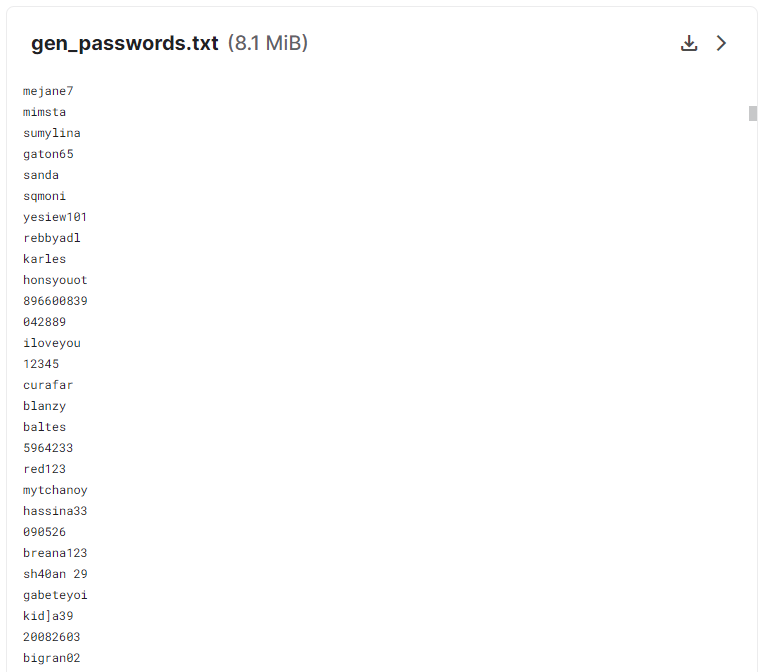 gen_passwords.txt (8.1 MiB)
mejane7
mimsta
sumylina
gaton65
sanda
sqmoni
yesiew101
rebbyadl
karles
honsyouot
896600839
042889
iloveyou
12345
curafar
blanzy
baltes
5964233
red123
mytchanoy
hassina33
090526
breana123
sh40an 29
gabeteyoi
kid]a39
20082603
bigran02